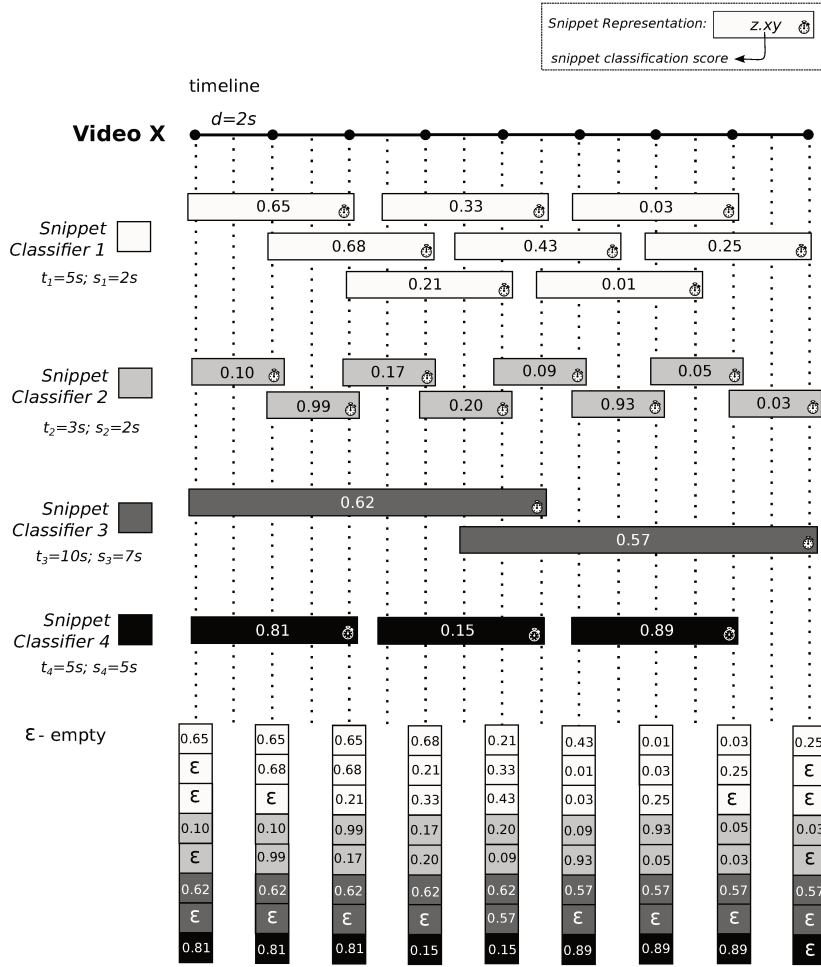 Snippet Representation: z.xy
snippet classification score
timeline
d=2s
Video X
0.65 0.33 0.03
Snippet
Classifier 1
0.68 0.43 0.25
t1=5s; s1=2s
0.21 0.01
0.10 0.17 0.09 0.05
Snippet
Classifier 2
0.99 0.20 0.93 0.03
t2=3s; s2=2s
0.62
Snippet
Classifier 3
0.57
t3=10s; s3=7s
Snippet
Classifier 4
0.81 0.15 0.89
t4=5s; s4=5s
Ɛ- empty
0.65 0.65 0.65 0.68 0.21 0.43 0.01 0.03 0.25
Ɛ 0.68 0.68 0.21 0.33 0.01 0.03 0.25 Ɛ
Ɛ Ɛ 0.21 0.33 0.43 0.03 0.25 Ɛ Ɛ
0.10 0.10 0.99 0.17 0.20 0.09 0.93 0.05 0.03
Ɛ 0.99 0.17 0.20 0.09 0.93 0.05 0.03 Ɛ
0.62 0.62 0.62 0.62 0.62 0.57 0.57 0.57 0.57
Ɛ Ɛ Ɛ Ɛ 0.57 Ɛ Ɛ Ɛ Ɛ
0.81 0.81 0.81 0.15 0.15 0.89 0.89 0.89 Ɛ